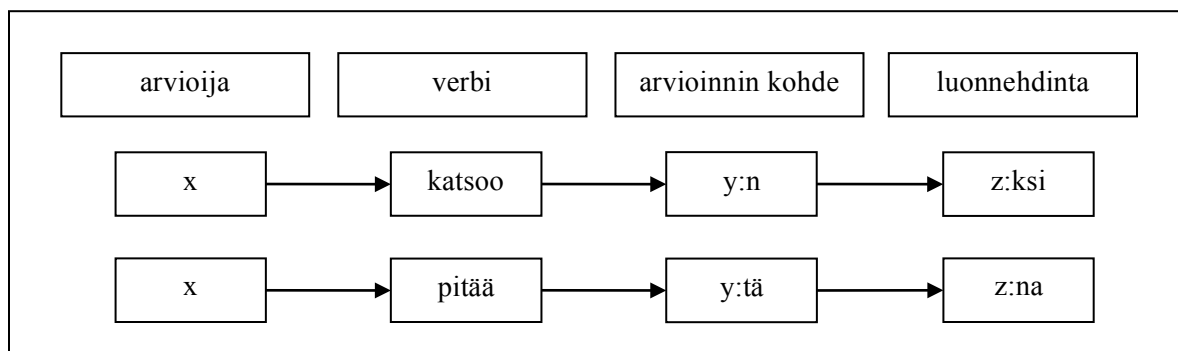 arvioija verbi arvioinnin kohde luonnehdinta
x katsoo y:n z:ksi
x pitää y:tä z:na